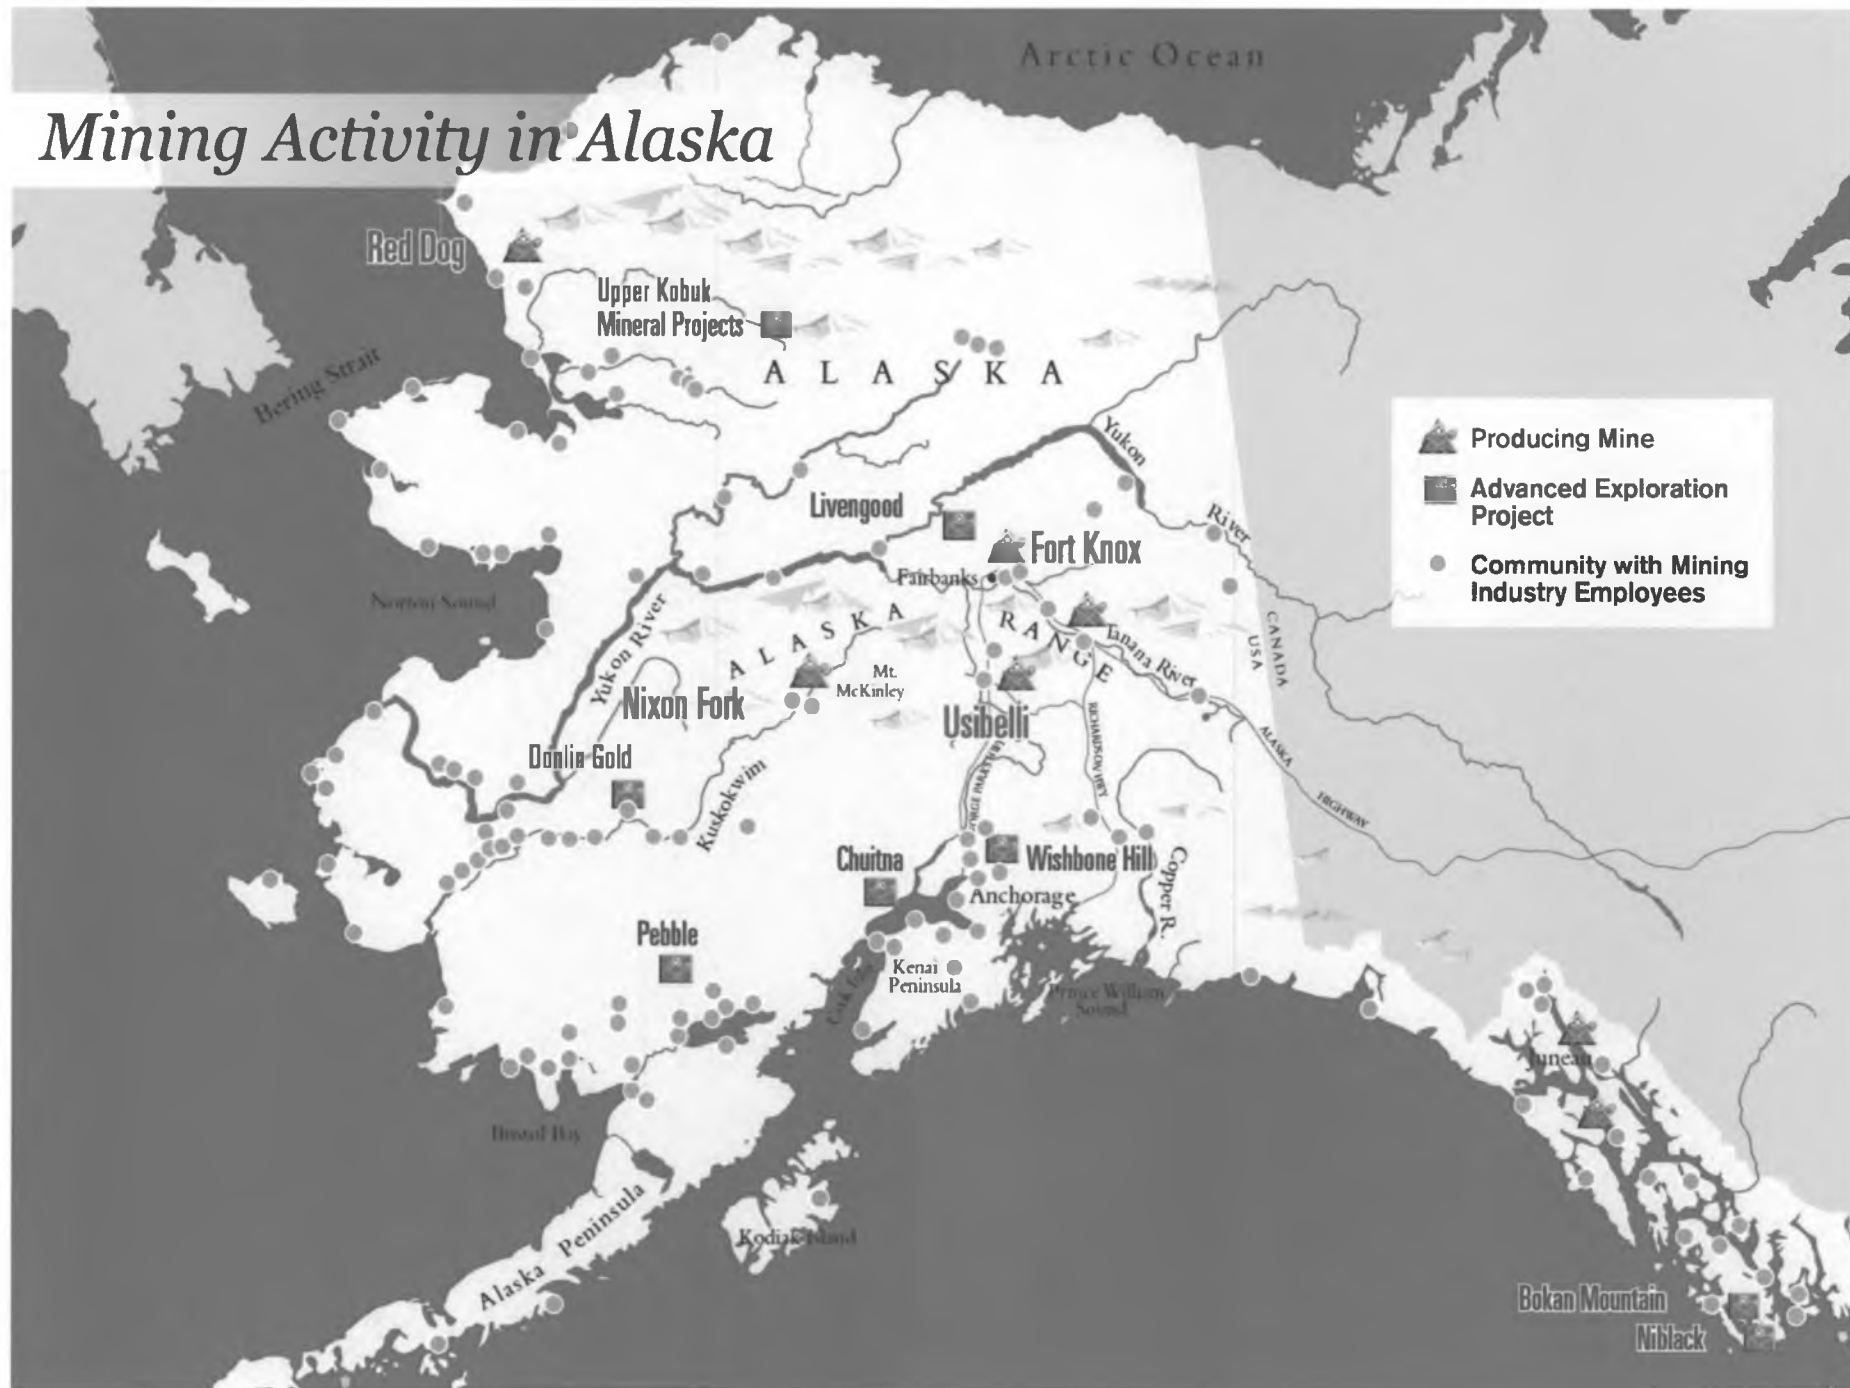 Arctic Ocean
Mining Activity in Alaska
Red Dog
Upper Kobuk
Mineral Projects
Bering Strait
ALASKA
Yukon
River
Producing Mine
Advanced Exploration
Project
Community with Mining
Industry Employees
Livengood
Fort Knox
Fairbanks
Norton Sound
Yukon River
ALASKA
RANGE
Tanana River
CANADA
USA
Mt.
McKinley
Nixon Fork
Usibelli
Donlin Gold
Kuskokwim
RICHARDSON HWY
ALASKA
HIGHWAY
Chuitna
Wishbone Hill
Copper R.
Anchorage
Pebble
Kenai
Peninsula
Prince William
Sound
Juneau
Bristol Bay
Alaska Peninsula
Kodiak Island
Bokan Mountain
Niblack